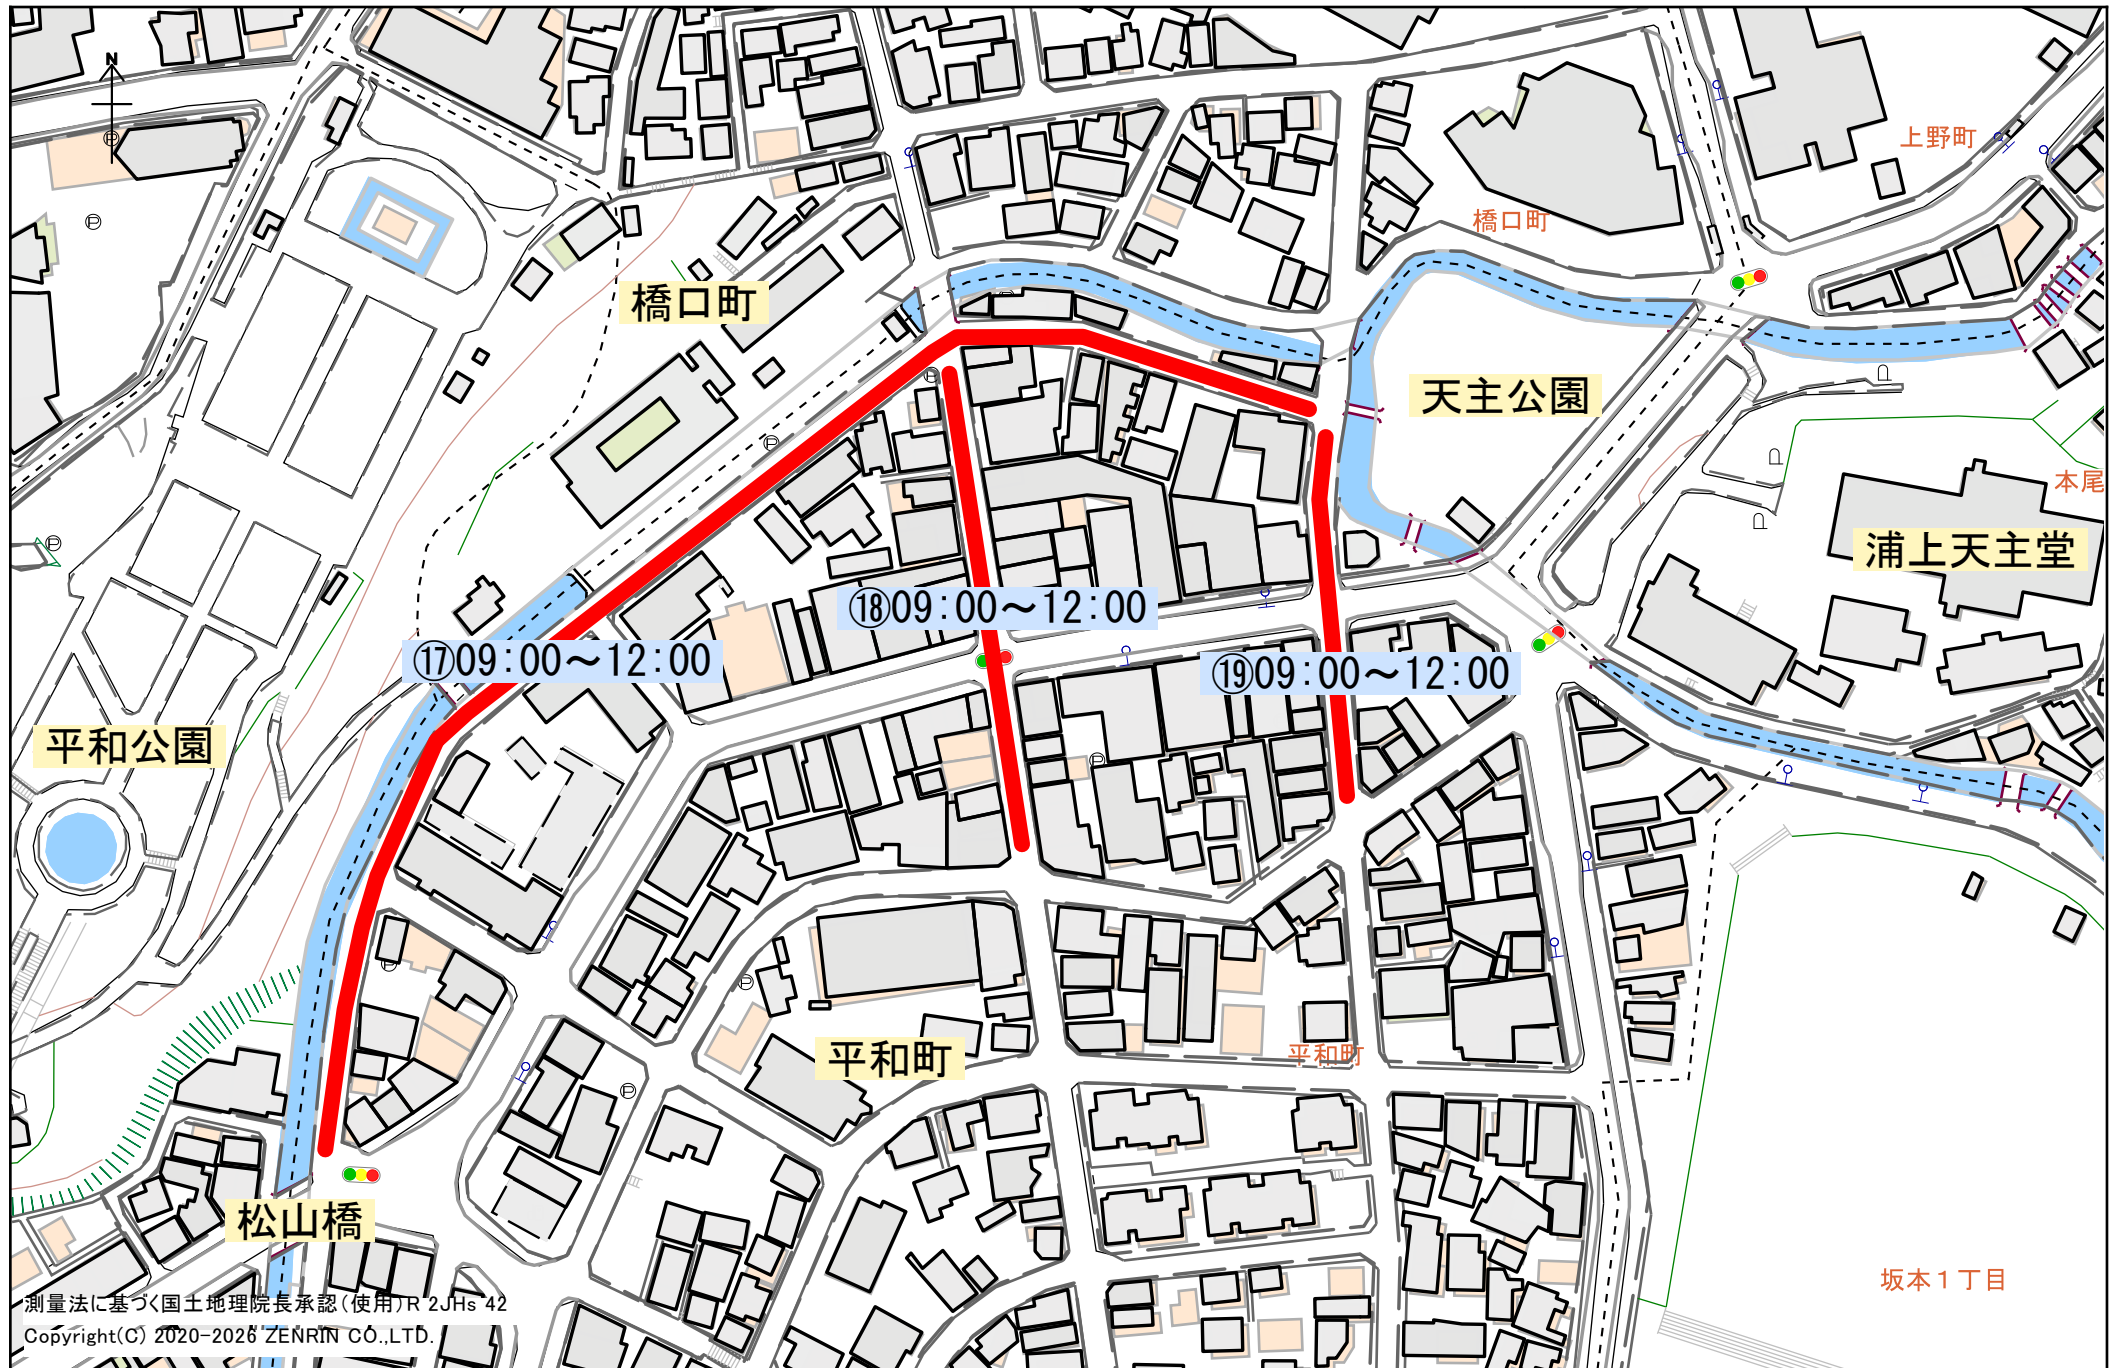 N
上野町
橋口町
橋口町
天主公園
本尾
浦上天主堂
⑱09:00～12:00
⑰09:00～12:00
⑲09:00～12:00
平和公園
平和町
平和町
松山橋
坂本１丁目
測量法に基づく国土地理院長承認（使用）R 2JHs 42
Copyright(C) 2020-2026 ZENRIN CO.,LTD.